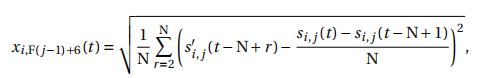 x_{i,F(j−1)+6}(t) = \sqrt{\frac{1}{N} \sum_{r=2}^{N} \left( s'_{i,j}(t−N+r) − \frac{s_{i,j}(t) − s_{i,j}(t−N+1)}{N} \right)^2},